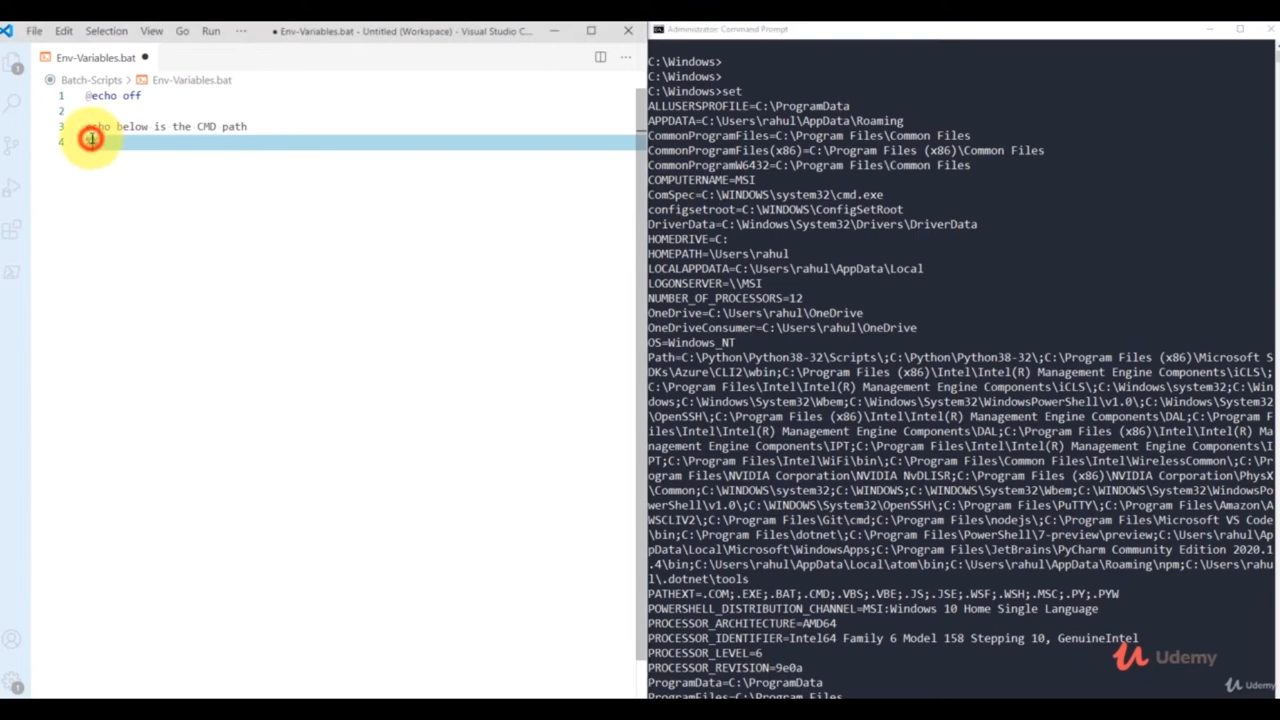 File Edit Selection View Go Run ··· ● Env-Variables.bat - Untitled (Workspace) - Visual Studio C...
Env-Variables.bat ●
Batch-Scripts > Env-Variables.bat
1 @echo off
2
3 echo below is the CMD path
4
Administrator: Command Prompt
C:\Windows>
C:\Windows>
C:\Windows>set
ALLUSERSPROFILE=C:\ProgramData
APPDATA=C:\Users\rahul\AppData\Roaming
CommonProgramFiles=C:\Program Files\Common Files
CommonProgramFiles(x86)=C:\Program Files (x86)\Common Files
CommonProgramW6432=C:\Program Files\Common Files
COMPUTERNAME=MSI
ComSpec=C:\WINDOWS\system32\cmd.exe
configsetroot=C:\WINDOWS\ConfigSetRoot
DriverData=C:\Windows\System32\Drivers\DriverData
HOMEDRIVE=C:
HOMEPATH=\Users\rahul
LOCALAPPDATA=C:\Users\rahul\AppData\Local
LOGONSERVER=\\MSI
NUMBER_OF_PROCESSORS=12
OneDrive=C:\Users\rahul\OneDrive
OneDriveConsumer=C:\Users\rahul\OneDrive
OS=Windows_NT
Path=C:\Python\Python38-32\Scripts\;C:\Python\Python38-32\;C:\Program Files (x86)\Microsoft S
DKs\Azure\CLI2\wbin;C:\Program Files (x86)\Intel\Intel(R) Management Engine Components\iCLS\;
C:\Program Files\Intel\Intel(R) Management Engine Components\iCLS\;C:\Windows\system32;C:\Win
dows;C:\Windows\System32\Wbem;C:\Windows\System32\WindowsPowerShell\v1.0\;C:\Windows\System32
\OpenSSH\;C:\Program Files (x86)\Intel\Intel(R) Management Engine Components\DAL;C:\Program F
iles\Intel\Intel(R) Management Engine Components\DAL;C:\Program Files (x86)\Intel\Intel(R) Ma
nagement Engine Components\IPT;C:\Program Files\Intel\Intel(R) Management Engine Components\I
PT;C:\Program Files\Intel\WiFi\bin\;C:\Program Files\Common Files\Intel\WirelessCommon\;C:\Pr
ogram Files\NVIDIA Corporation\NVIDIA NvDLISR;C:\Program Files (x86)\NVIDIA Corporation\PhysX
\Common;C:\WINDOWS\system32;C:\WINDOWS;C:\WINDOWS\System32\Wbem;C:\WINDOWS\System32\WindowsPo
werShell\v1.0\;C:\WINDOWS\System32\OpenSSH\;C:\Program Files\PuTTY\;C:\Program Files\Amazon\A
WSCLIV2\;C:\Program Files\Git\cmd;C:\Program Files\nodejs\;C:\Program Files\Microsoft VS Code
\bin;C:\Program Files\dotnet\;C:\Program Files\PowerShell\7-preview\preview;C:\Users\rahul\Ap
pData\Local\Microsoft\WindowsApps;C:\Program Files\JetBrains\PyCharm Community Edition 2020.1
.4\bin;C:\Users\rahul\AppData\Local\atom\bin;C:\Users\rahul\AppData\Roaming\npm;C:\Users\rahu
l\.dotnet\tools
PATHEXT=.COM;.EXE;.BAT;.CMD;.VBS;.VBE;.JS;.JSE;.WSF;.WSH;.MSC;.PY;.PYW
POWERSHELL_DISTRIBUTION_CHANNEL=MSI:Windows 10 Home Single Language
PROCESSOR_ARCHITECTURE=AMD64
PROCESSOR_IDENTIFIER=Intel64 Family 6 Model 158 Stepping 10, GenuineIntel
PROCESSOR_LEVEL=6
PROCESSOR_REVISION=9e0a
ProgramData=C:\ProgramData
ProgramFiles=C:\Program Files
Udemy
Udemy